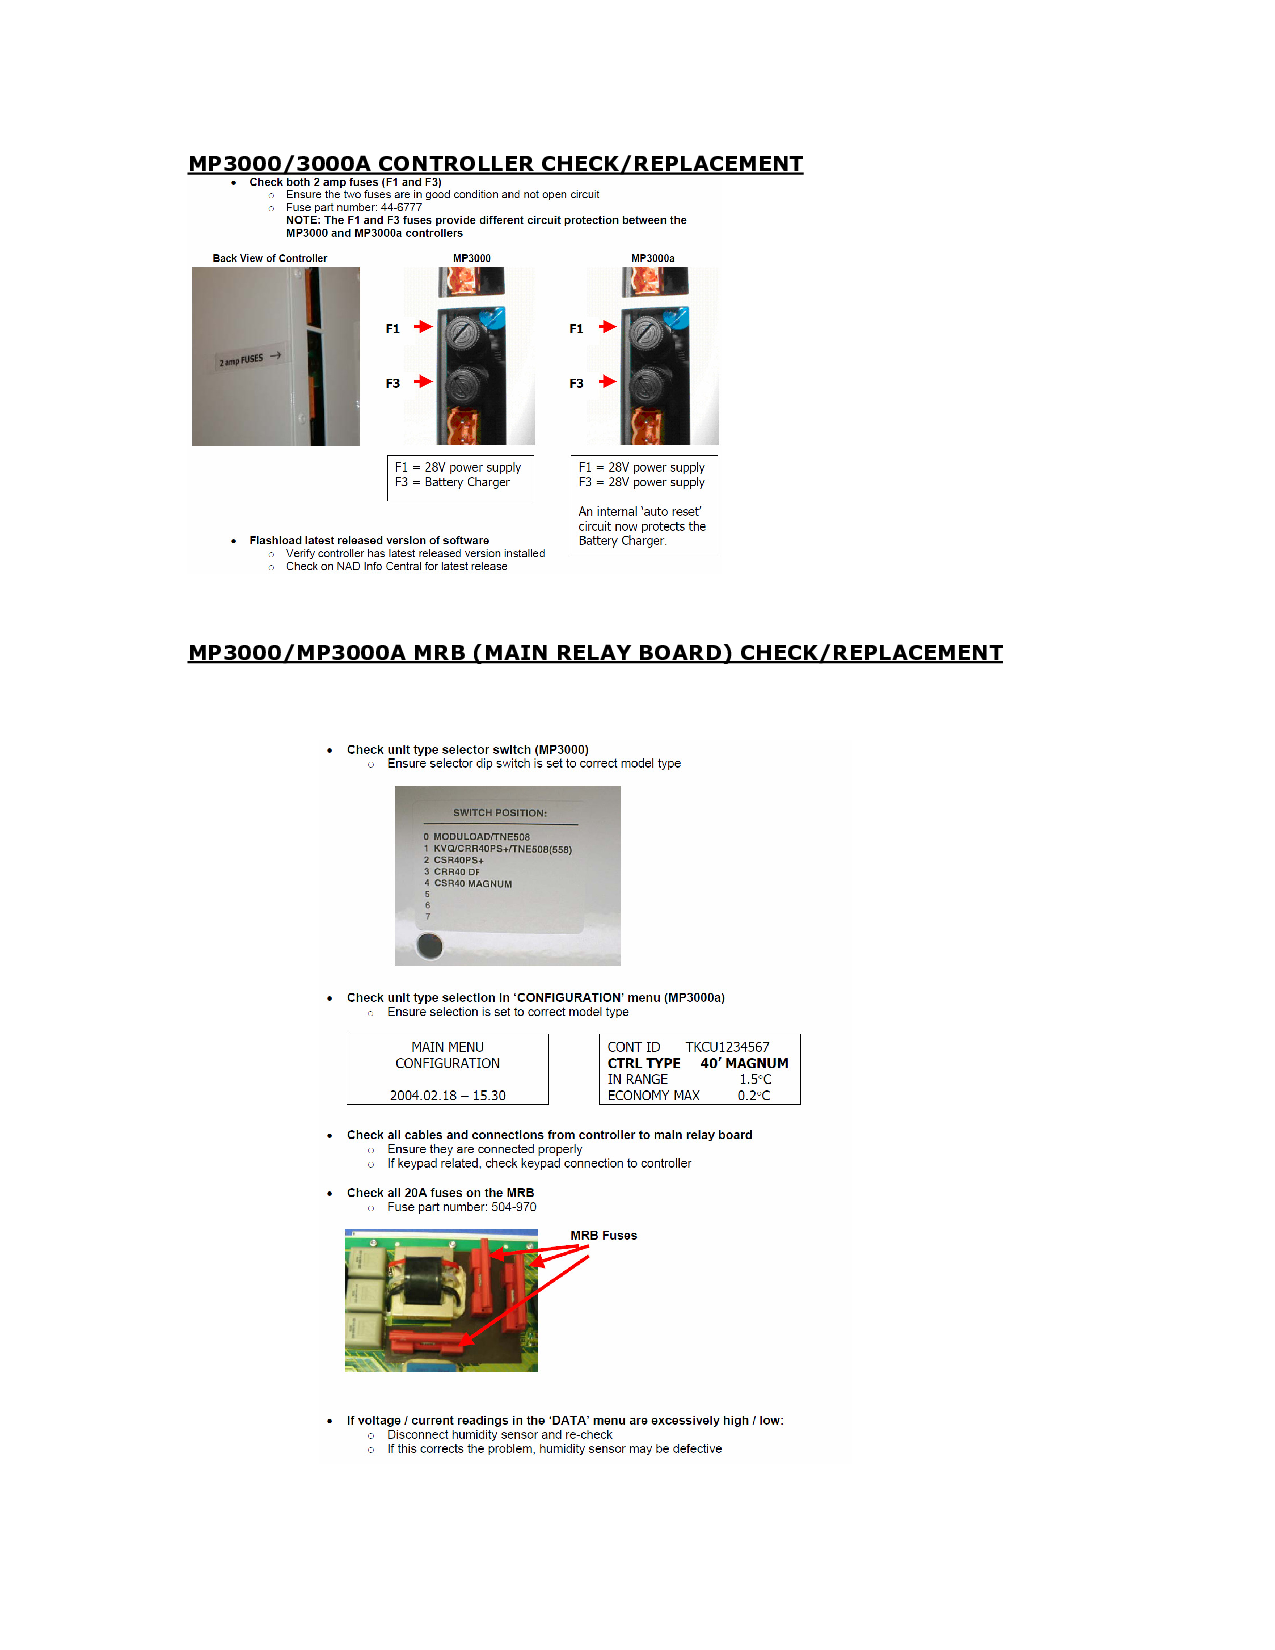 MP3000/3000A CONTROLLER CHECK/REPLACEMENT
• Check both 2 amp fuses (F1 and F3)
o Ensure the two fuses are in good condition and not open circuit
o Fuse part number: 44-6777
NOTE: The F1 and F3 fuses provide different circuit protection between the
MP3000 and MP3000a controllers
Back View of Controller
MP3000
MP3000a
2 amp FUSES →
F1
F3
F1
F3
F1 = 28V power supply
F3 = Battery Charger
F1 = 28V power supply
F3 = 28V power supply
An internal ‘auto reset’
circuit now protects the
Battery Charger.
• Flashload latest released version of software
o Verify controller has latest released version installed
o Check on NAD Info Central for latest release
MP3000/MP3000A MRB (MAIN RELAY BOARD) CHECK/REPLACEMENT
• Check unit type selector switch (MP3000)
o Ensure selector dip switch is set to correct model type
SWITCH POSITION:
0 MODULOAD/TNE508
1 KVQ/CRR40PS+/TNE508(558)
2 CSR40PS+
3 CRR40 DF
4 CSR40 MAGNUM
5
6
7
• Check unit type selection in ‘CONFIGURATION’ menu (MP3000a)
o Ensure selection is set to correct model type
MAIN MENU
CONFIGURATION
2004.02.18 – 15.30
CONT ID TKCU1234567
CTRL TYPE 40’ MAGNUM
IN RANGE 1.5°C
ECONOMY MAX 0.2°C
• Check all cables and connections from controller to main relay board
o Ensure they are connected properly
o If keypad related, check keypad connection to controller
• Check all 20A fuses on the MRB
o Fuse part number: 504-970
MRB Fuses
• If voltage / current readings in the ‘DATA’ menu are excessively high / low:
o Disconnect humidity sensor and re-check
o If this corrects the problem, humidity sensor may be defective